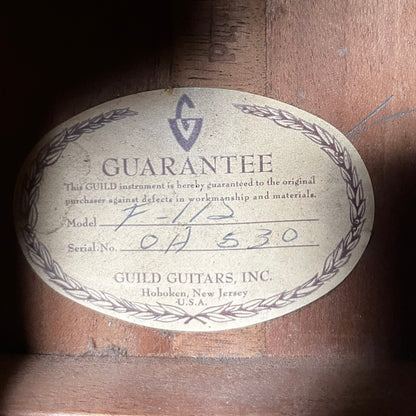 G
GUARANTEE
This GUILD instrument is hereby guaranteed to the original
purchaser against defects in workmanship and materials.
Model F-112
Serial No. OA 530
GUILD GUITARS, INC.
Hoboken, New Jersey
U.S.A.